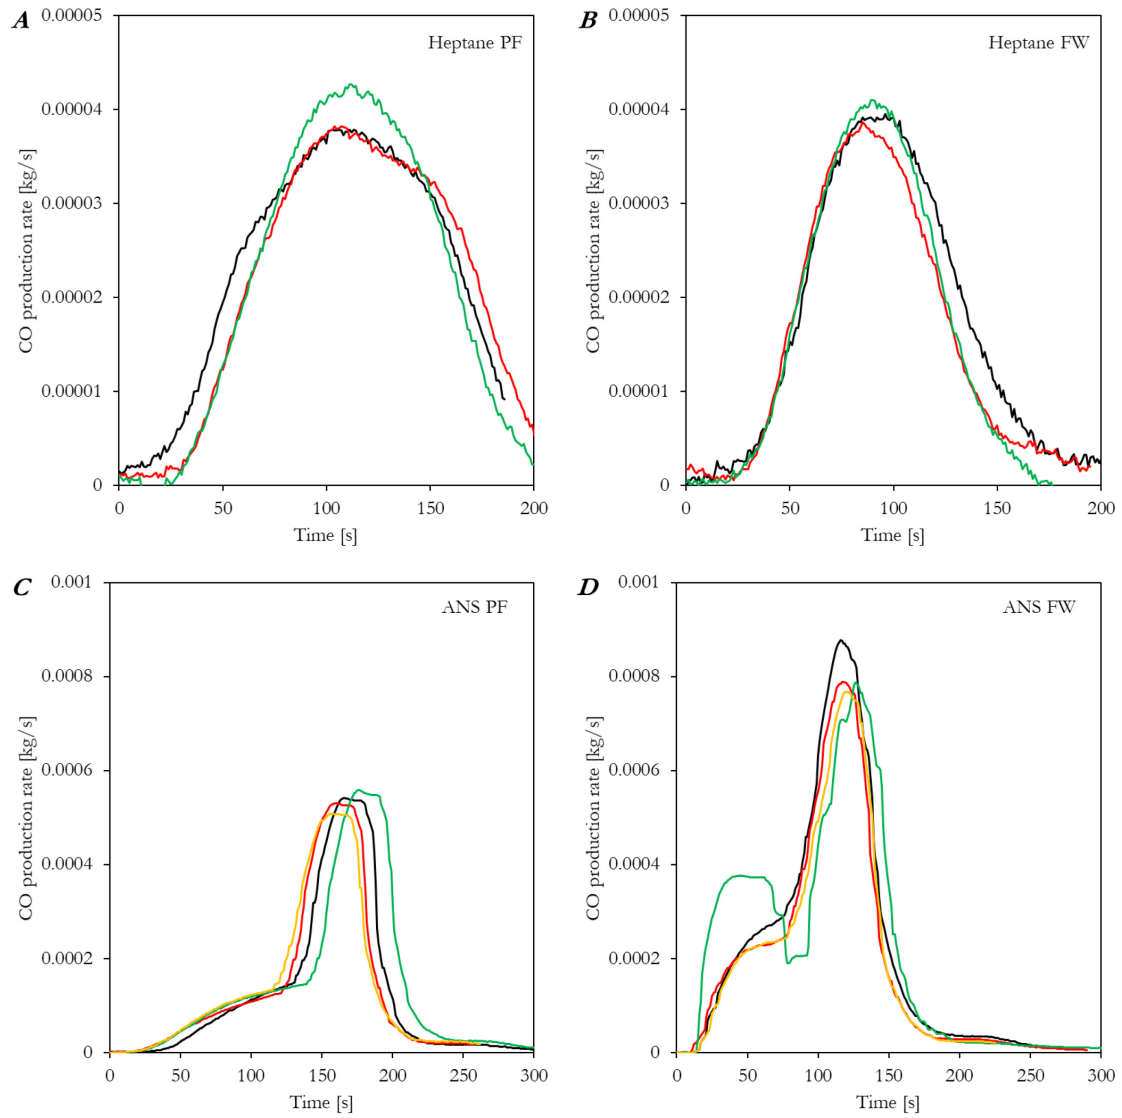 A
Heptane PF
CO production rate [kg/s]
0.00005
0.00004
0.00003
0.00002
0.00001
0
0 50 100 150 200
Time [s]
B
Heptane FW
CO production rate [kg/s]
0.00005
0.00004
0.00003
0.00002
0.00001
0
0 50 100 150 200
Time [s]
C
ANS PF
CO production rate [kg/s]
0.001
0.0008
0.0006
0.0004
0.0002
0
0 50 100 150 200 250 300
Time [s]
D
ANS FW
CO production rate [kg/s]
0.001
0.0008
0.0006
0.0004
0.0002
0
0 50 100 150 200 250 300
Time [s]